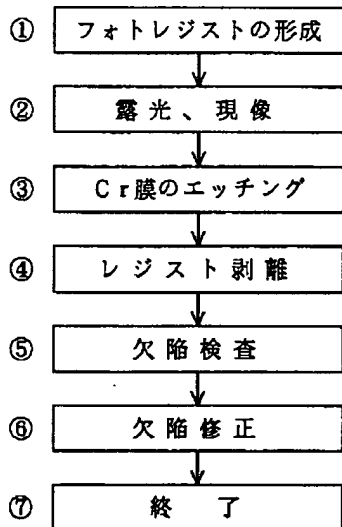 ① フォトレジストの形成
② 露光、現像
③ Cr膜のエッチング
④ レジスト剥離
⑤ 欠陥検査
⑥ 欠陥修正
⑦ 終了